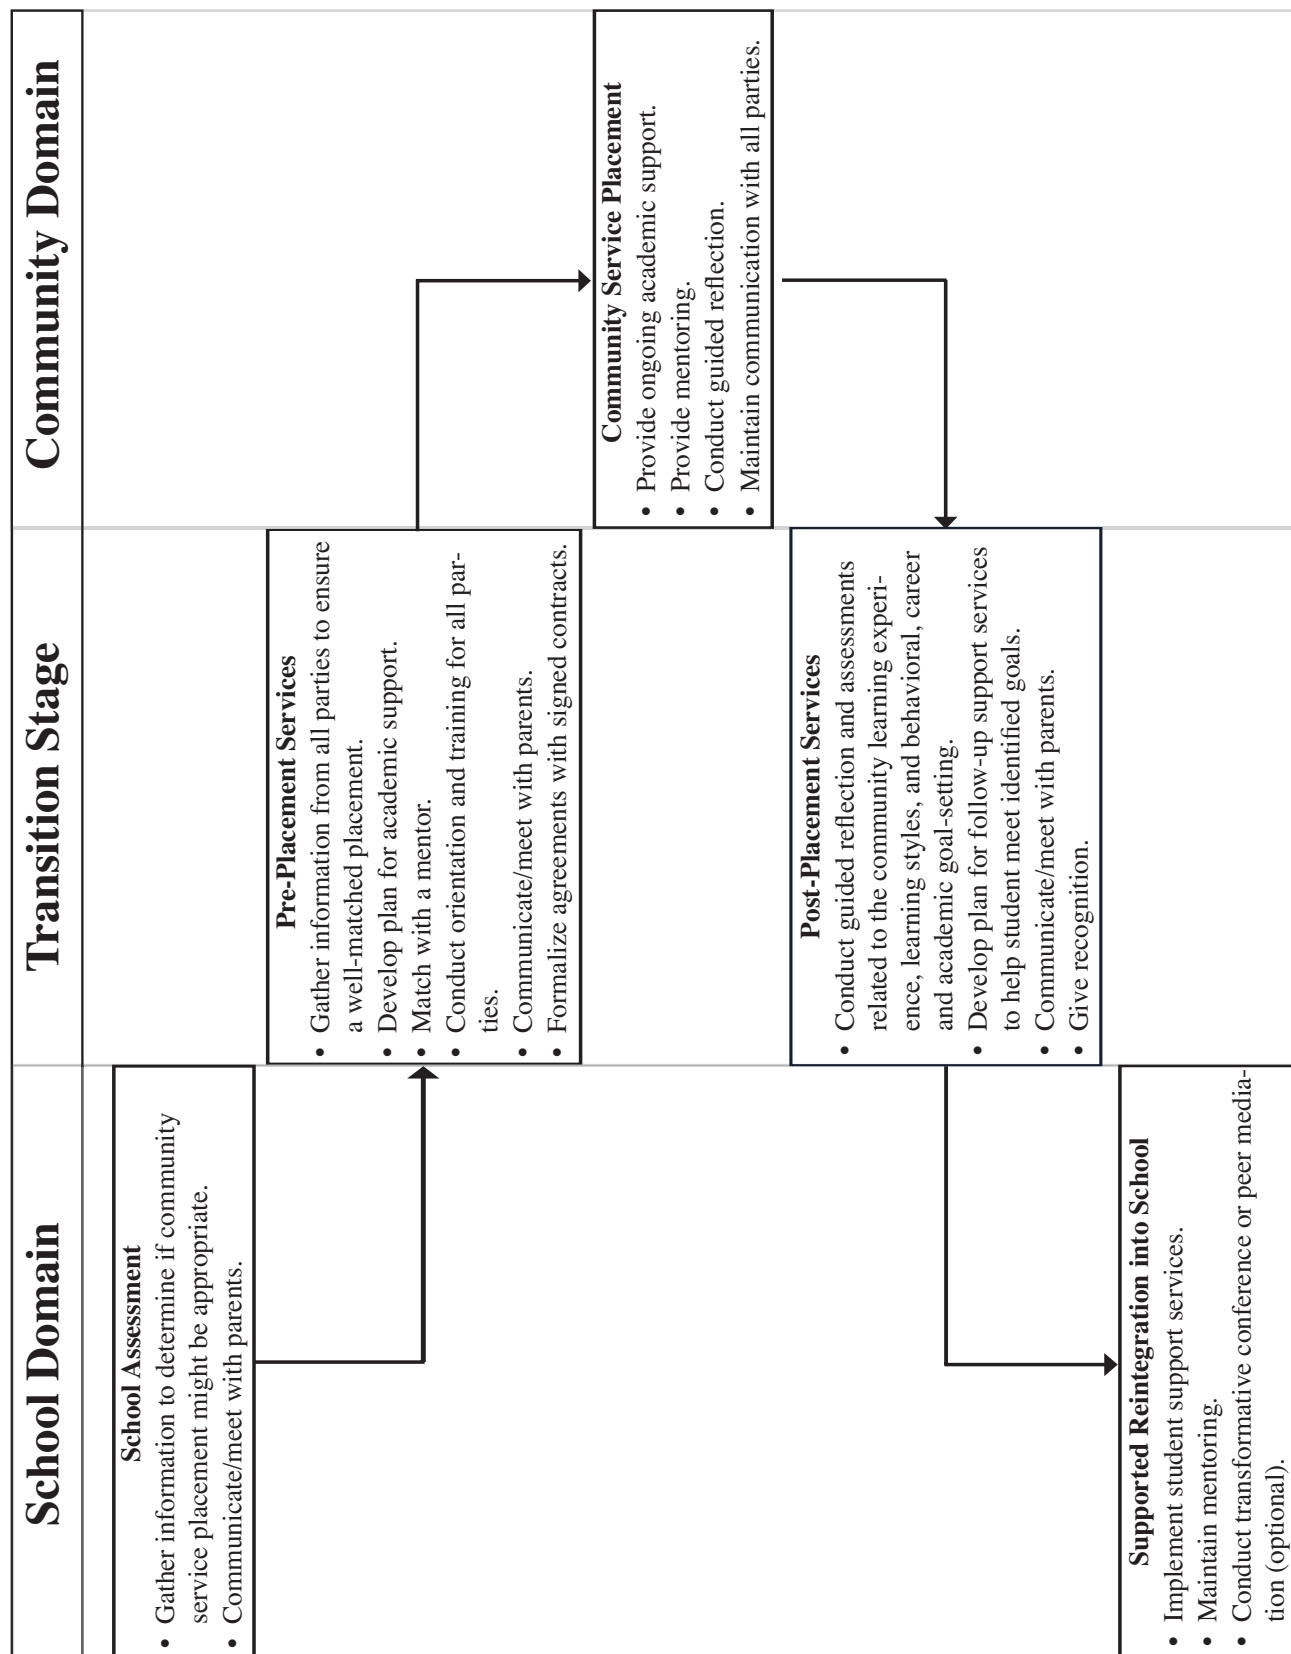 School Domain
Transition Stage
Community Domain
School Assessment
• Gather information to determine if community
service placement might be appropriate.
• Communicate/meet with parents.
Pre-Placement Services
• Gather information from all parties to ensure
a well-matched placement.
• Develop plan for academic support.
• Match with a mentor.
• Conduct orientation and training for all par-
ties.
• Communicate/meet with parents.
• Formalize agreements with signed contracts.
Community Service Placement
• Provide ongoing academic support.
• Provide mentoring.
• Conduct guided reflection.
• Maintain communication with all parties.
Post-Placement Services
• Conduct guided reflection and assessments
related to the community learning experi-
ence, learning styles, and behavioral, career
and academic goal-setting.
• Develop plan for follow-up support services
to help student meet identified goals.
• Communicate/meet with parents.
• Give recognition.
Supported Reintegration into School
• Implement student support services.
• Maintain mentoring.
• Conduct transformative conference or peer media-
tion (optional).